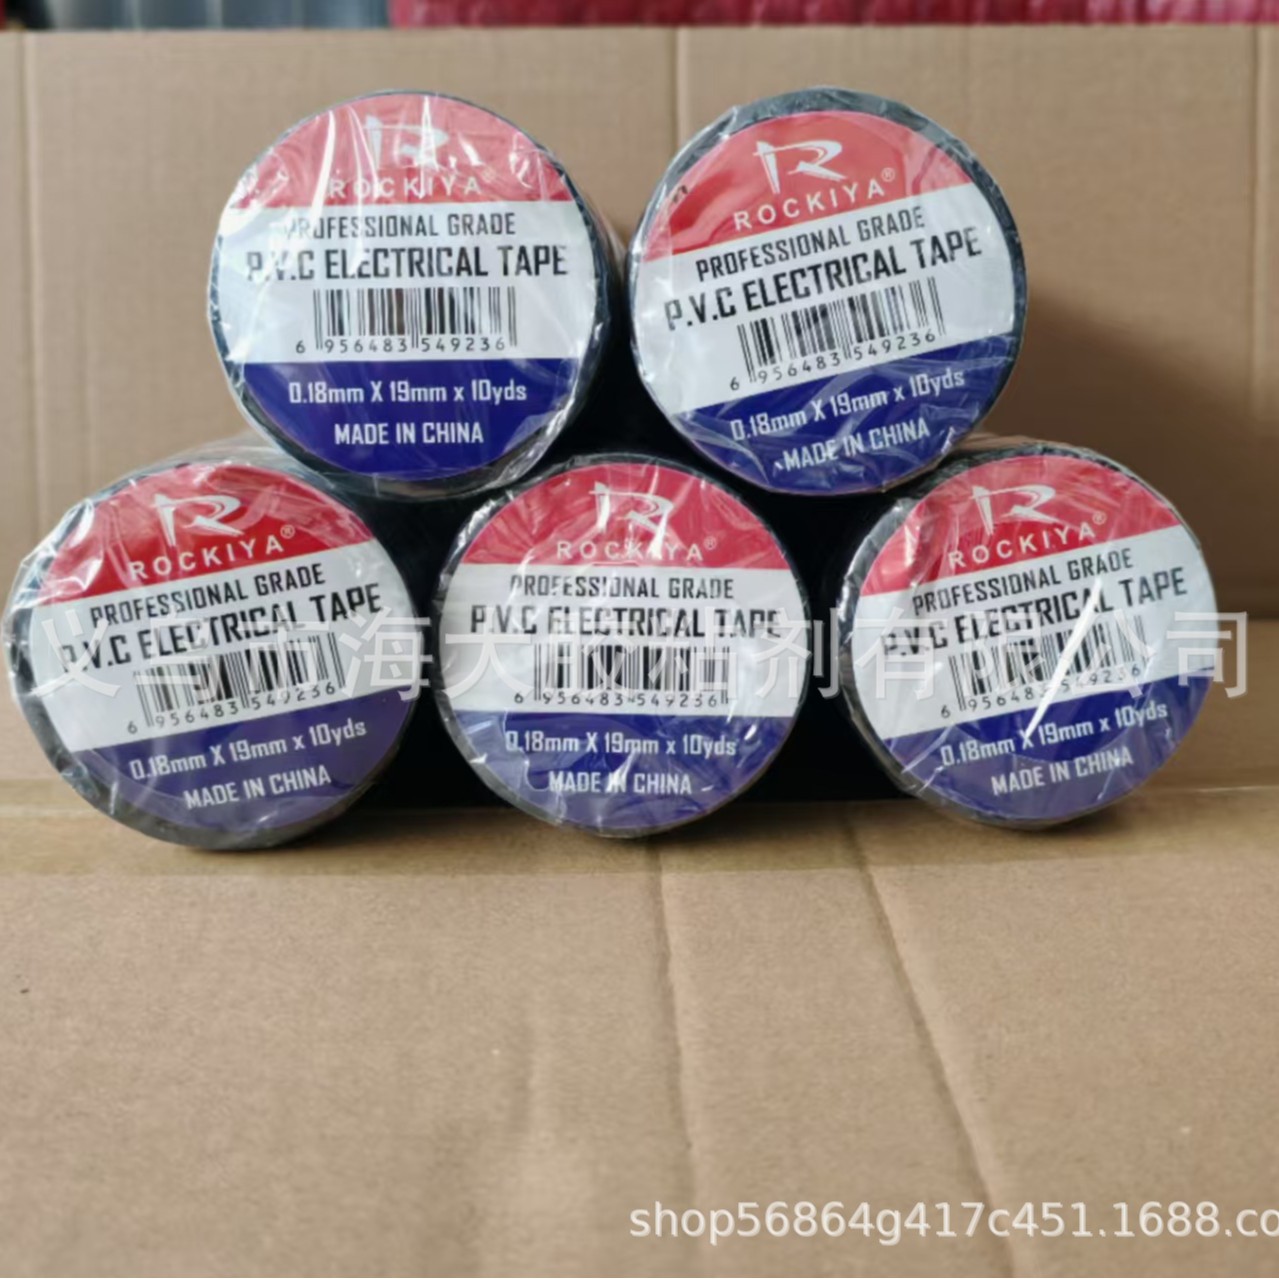 ROCKIYA®
PROFESSIONAL GRADE
P.V.C ELECTRICAL TAPE
6 956483 549236
0.18mm X 19mm x 10yds
MADE IN CHINA
ROCKIYA®
PROFESSIONAL GRADE
P.V.C ELECTRICAL TAPE
6 956483 549236
0.18mm X 19mm x 10yds
MADE IN CHINA
ROCKIYA®
PROFESSIONAL GRADE
P.V.C ELECTRICAL TAPE
6 956483 549236
0.18mm X 19mm x 10yds
MADE IN CHINA
ROCKIYA®
PROFESSIONAL GRADE
P.V.C ELECTRICAL TAPE
6 956483 549236
0.18mm X 19mm x 10yds
MADE IN CHINA
ROCKIYA®
PROFESSIONAL GRADE
P.V.C ELECTRICAL TAPE
6 956483 549236
0.18mm X 19mm x 10yds
MADE IN CHINA
义乌市海大胶粘剂有限公司
shop56864g417c451.1688.co